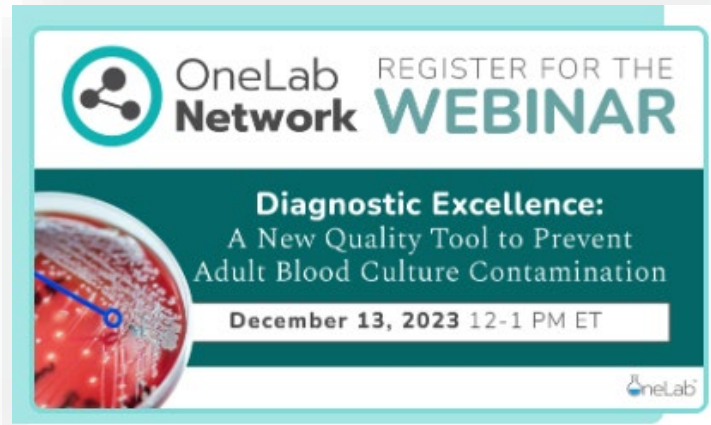 OneLab
Network
REGISTER FOR THE
WEBINAR
Diagnostic Excellence:
A New Quality Tool to Prevent
Adult Blood Culture Contamination
December 13, 2023 12-1 PM ET
OneLab